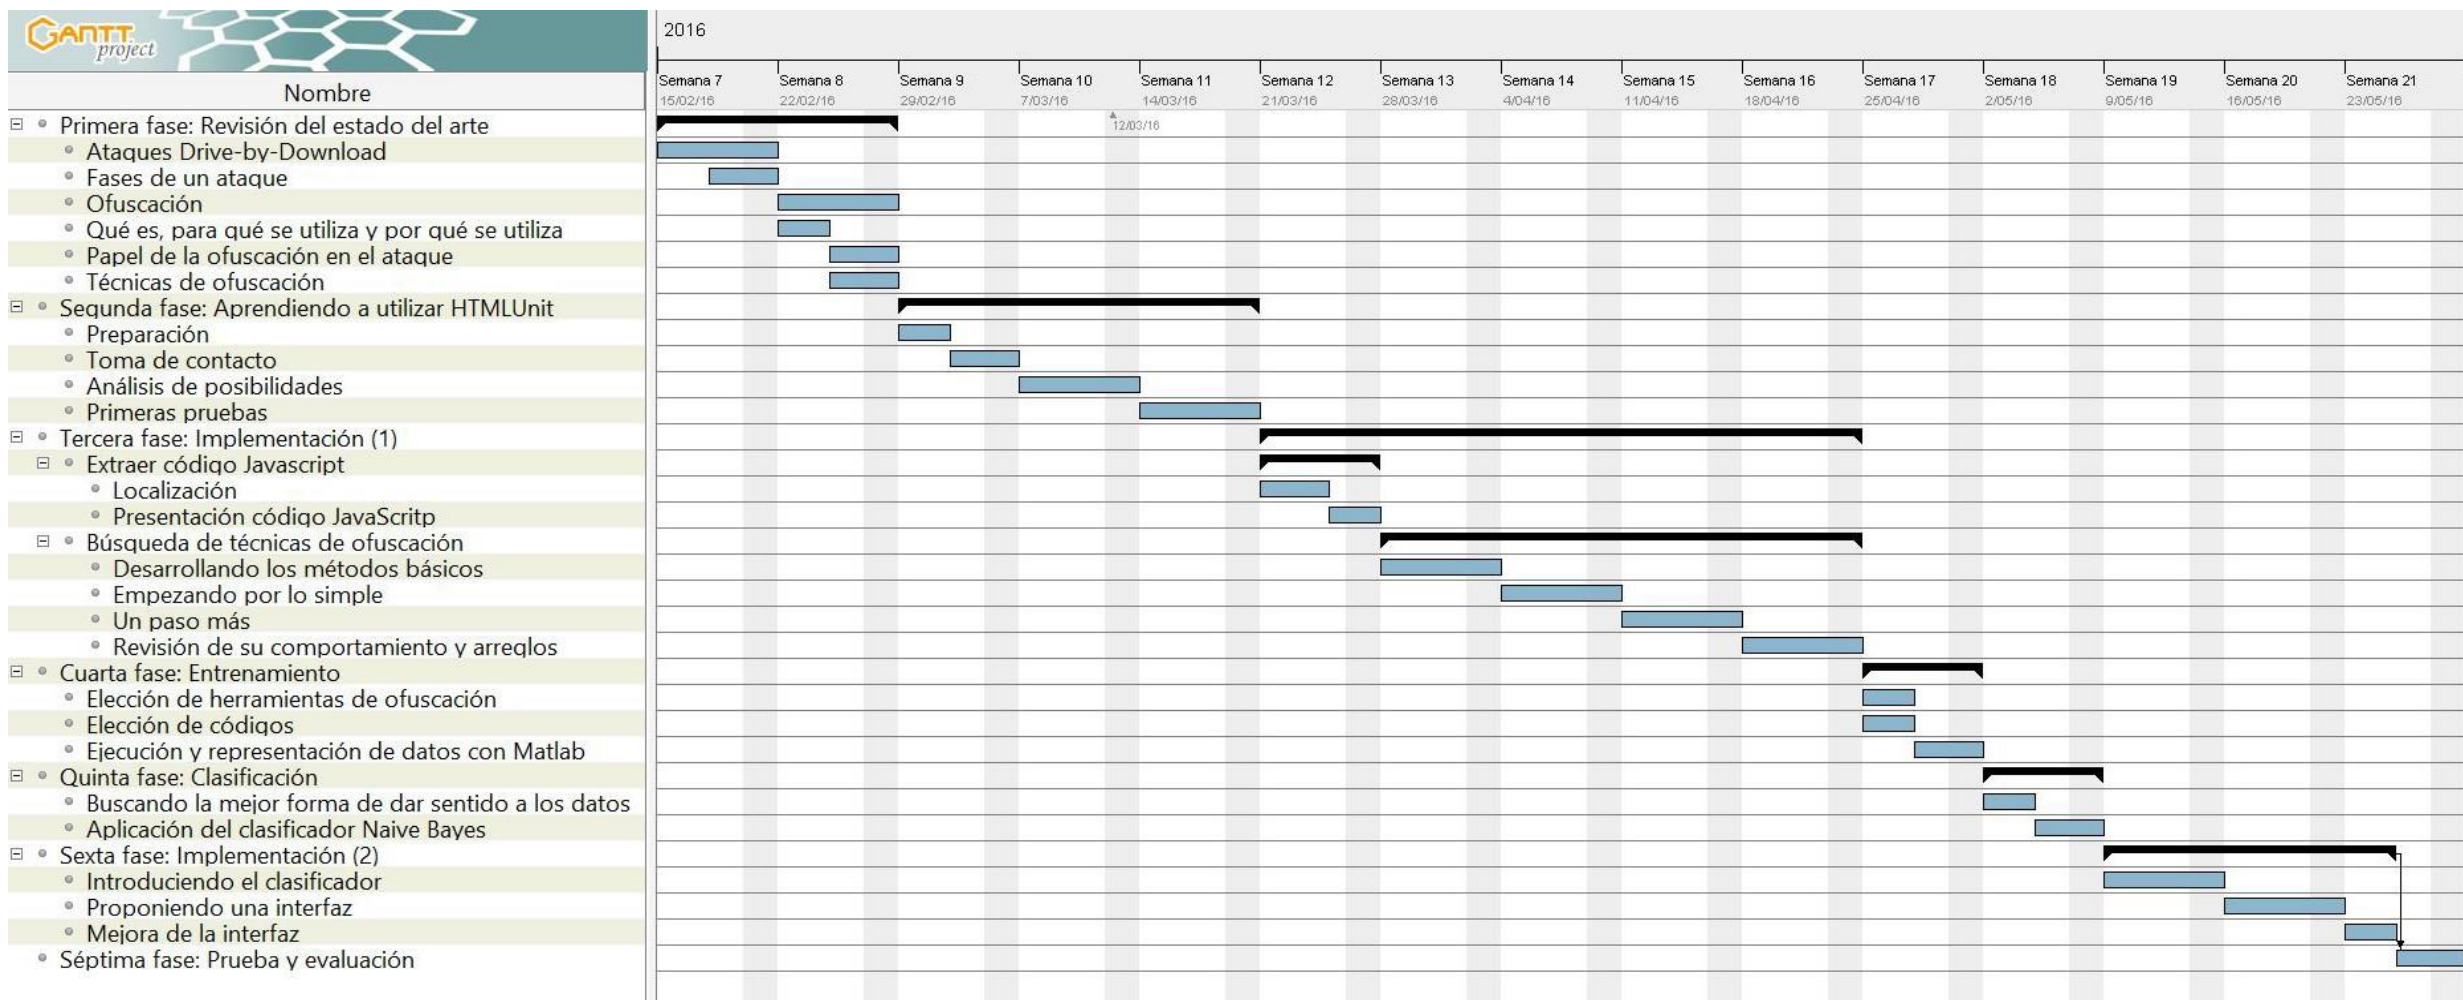 GANTT
project
2016
Nombre
Semana 7 Semana 8 Semana 9 Semana 10 Semana 11 Semana 12 Semana 13 Semana 14 Semana 15 Semana 16 Semana 17 Semana 18 Semana 19 Semana 20 Semana 21
15/02/16 22/02/16 29/02/16 7/03/16 14/03/16 21/03/16 28/03/16 4/04/16 11/04/16 18/04/16 25/04/16 2/05/16 9/05/16 16/05/16 23/05/16
Primera fase: Revisión del estado del arte
12/03/16
Ataques Drive-by-Download
Fases de un ataque
Ofuscación
Qué es, para qué se utiliza y por qué se utiliza
Papel de la ofuscación en el ataque
Técnicas de ofuscación
Segunda fase: Aprendiendo a utilizar HTMLUnit
Preparación
Toma de contacto
Análisis de posibilidades
Primeras pruebas
Tercera fase: Implementación (1)
Extraer código Javascript
Localización
Presentación código JavaScritp
Búsqueda de técnicas de ofuscación
Desarrollando los métodos básicos
Empezando por lo simple
Un paso más
Revisión de su comportamiento y arreglos
Cuarta fase: Entrenamiento
Elección de herramientas de ofuscación
Elección de códigos
Ejecución y representación de datos con Matlab
Quinta fase: Clasificación
Buscando la mejor forma de dar sentido a los datos
Aplicación del clasificador Naive Bayes
Sexta fase: Implementación (2)
Introduciendo el clasificador
Proponiendo una interfaz
Mejora de la interfaz
Séptima fase: Prueba y evaluación